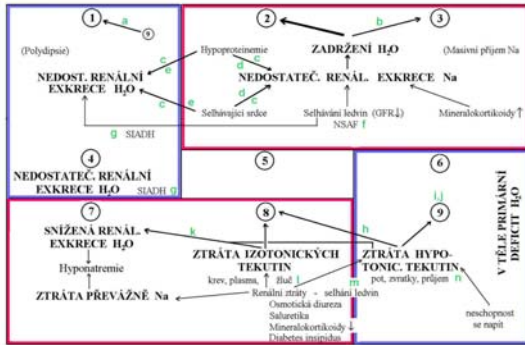 1
a
9
2
b
3
(Polydipsie)
Hypoproteinemie
ZADRŽENÍ H2O
(Masivní příjem Na
c
e
d
c
NEDOST. RENÁLNÍ
EXKRECE H2O
NEDOSTATEČ. RENÁL. EXKRECE Na
c
e
d
c
Selhávající srdce
Selhávání ledvin (GFR↓)
NSAF f
Mineralokortikoidy↑
g SIADH
4
NEDOSTATEČ. RENÁLNÍ
EXKRECE H2O
SIADH g
5
6
7
8
9
i,j
SNÍŽENÁ RENÁL.
EXKRECE H2O
k
h
ZTRÁTA IZOTONICKÝCH
TEKUTIN
ZTRÁTA HYPO-
TONIC. TEKUTIN
V TĚLE PRIMÁRNÍ
DEFICIT H2O
Hyponatremie
krev, plasma, žluč l
pot, zvratky, průjem n
ZTRÁTA PŘEVÁŽNĚ Na
Renální ztráty - selhání ledvin
m
Osmotická diureza
Saluretika
Mineralokortikoidy↓
Diabetes insipidus
neschopnost
se napít